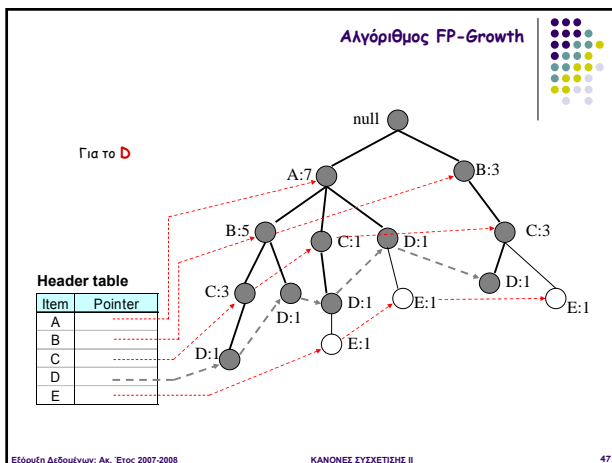 Αλγόριθμος FP-Growth
Για το D
null
A:7
B:3
B:5
C:1
D:1
C:3
C:3
D:1
D:1
D:1
E:1
E:1
D:1
E:1
Header table
Item Pointer
A
B
C
D
E
Εξόρυξη Δεδομένων: Ακ. Έτος 2007-2008 ΚΑΝΟΝΕΣ ΣΥΣΧΕΤΙΣΗΣ II 47